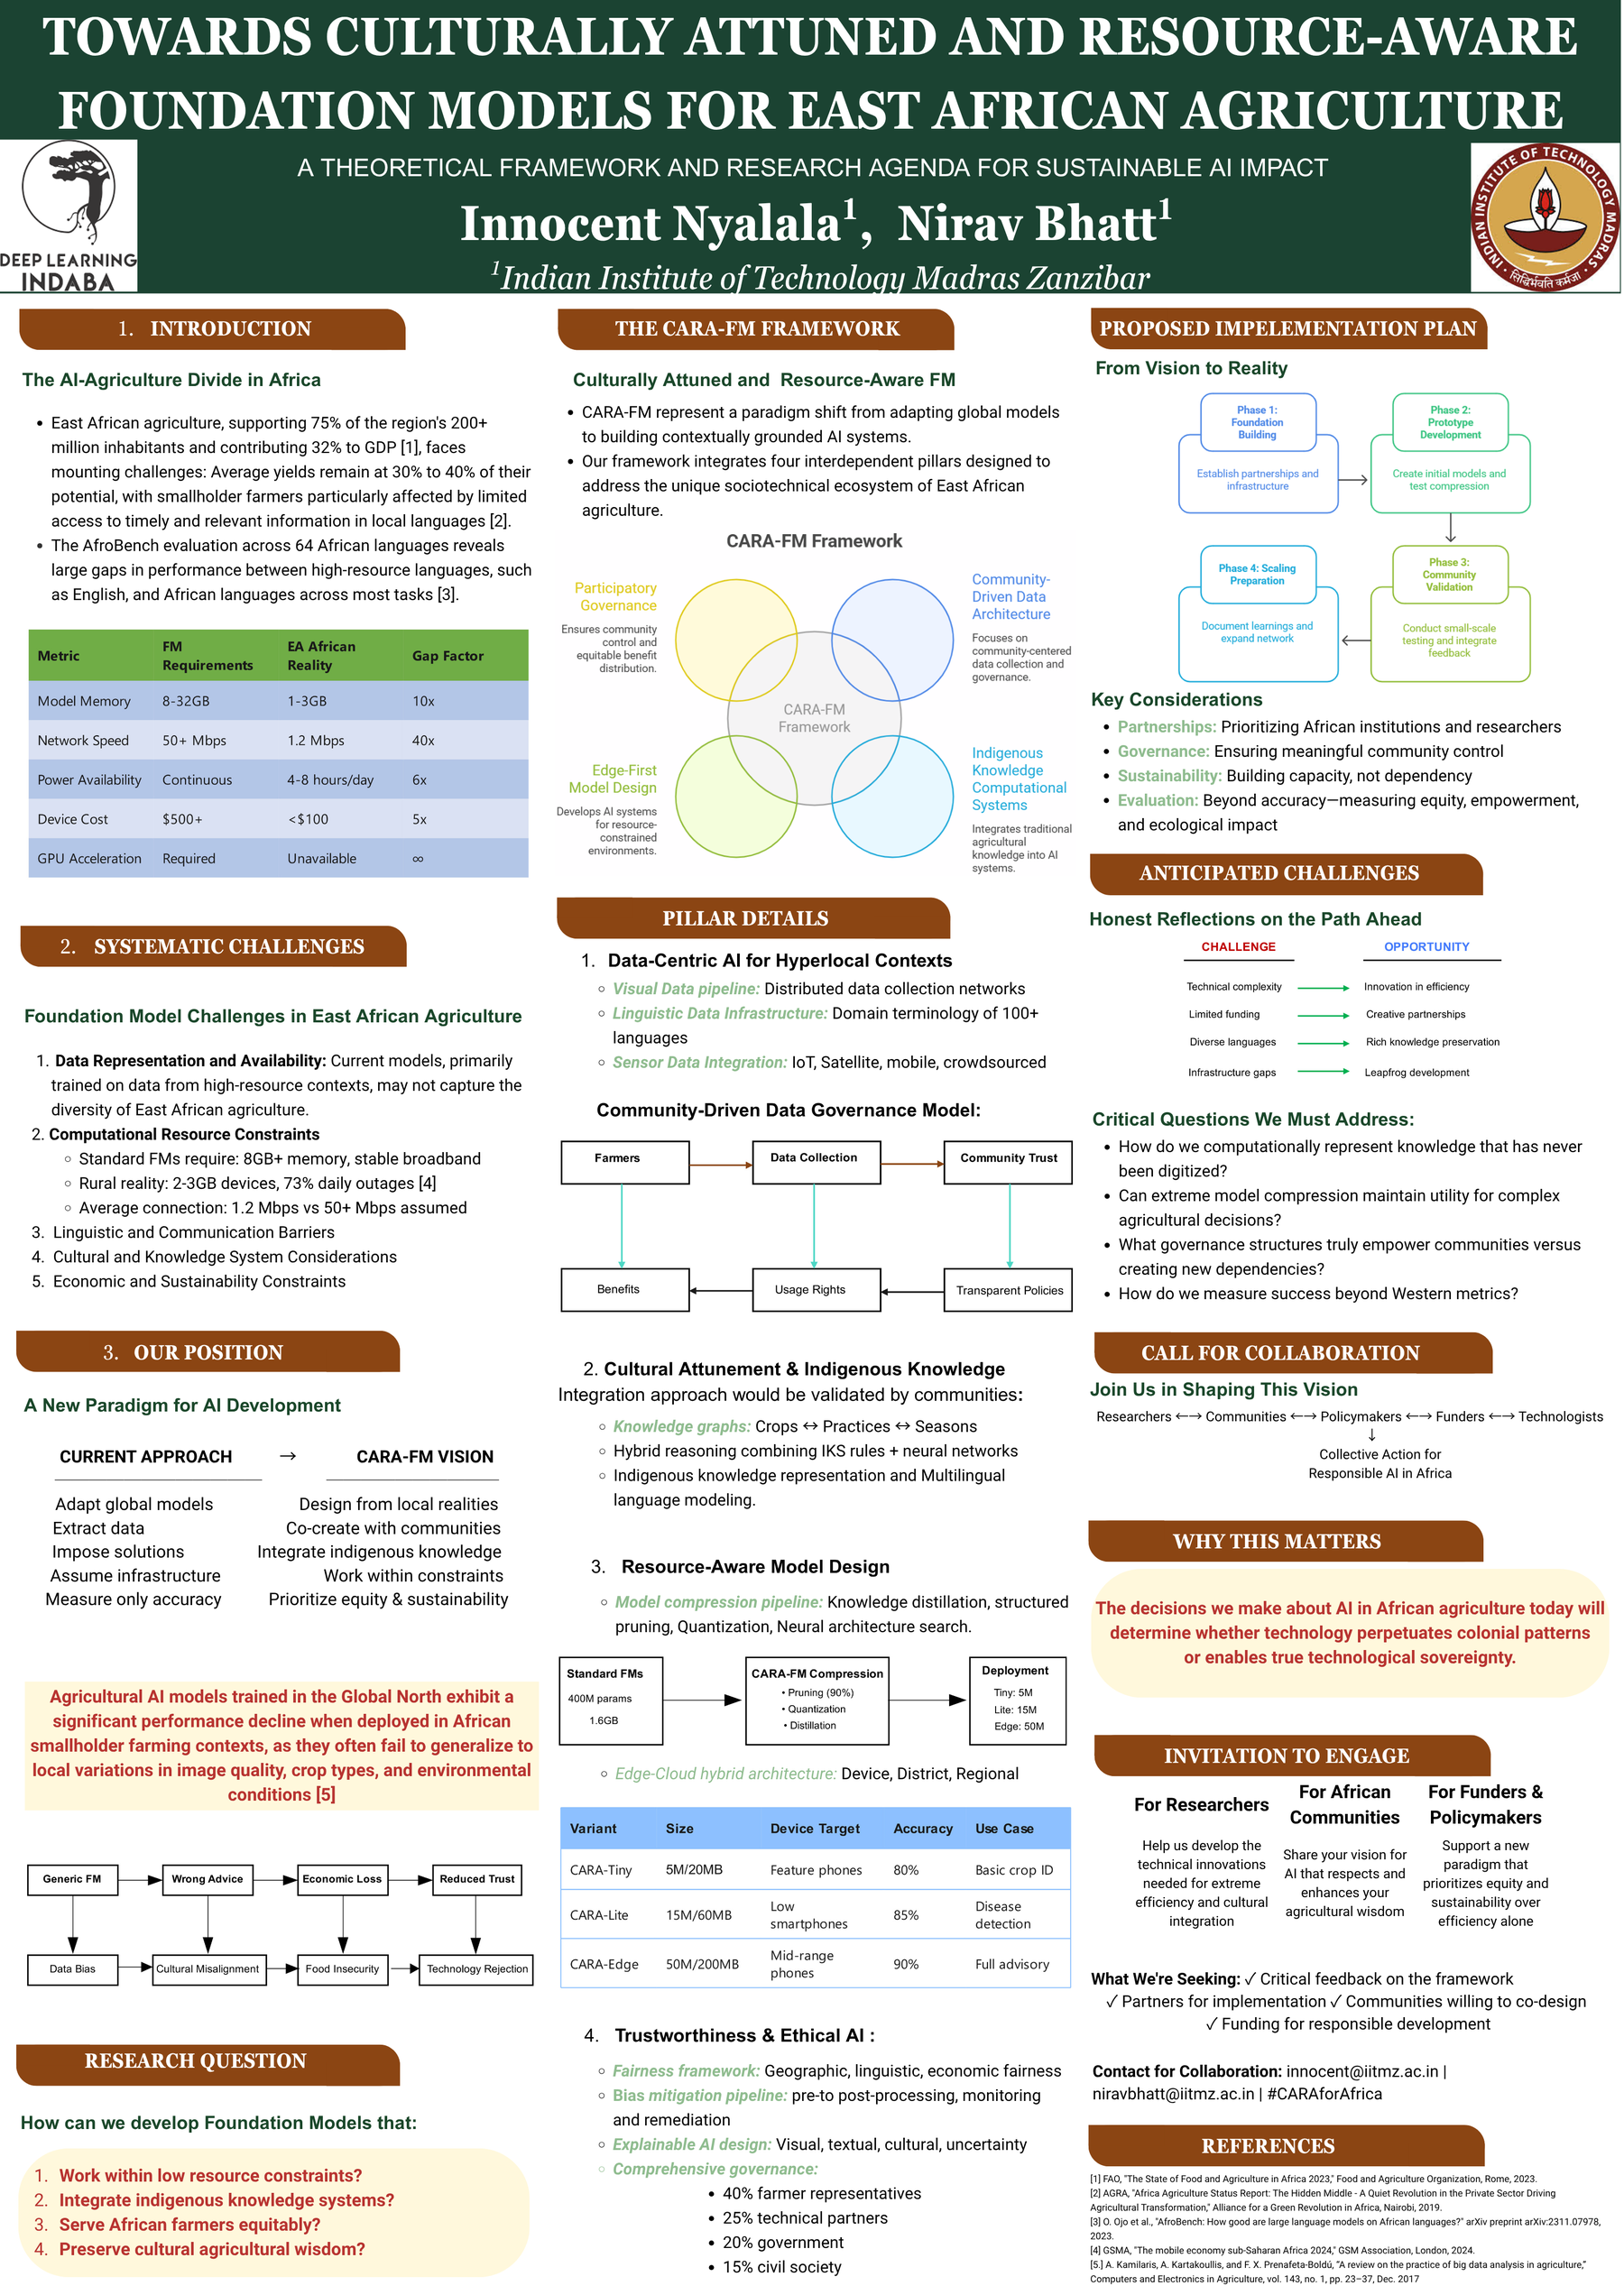 TOWARDS CULTURALLY ATTUNED AND RESOURCE-AWARE
FOUNDATION MODELS FOR EAST AFRICAN AGRICULTURE
A THEORETICAL FRAMEWORK AND RESEARCH AGENDA FOR SUSTAINABLE AI IMPACT
Innocent Nyalala1, Nirav Bhatt1
1Indian Institute of Technology Madras Zanzibar
DEEP LEARNING
INDABA
INDIAN INSTITUTE OF TECHNOLOGY MADRAS
सिद्धिर्भवति कर्मजा
1. INTRODUCTION
The AI-Agriculture Divide in Africa
• East African agriculture, supporting 75% of the region's 200+
million inhabitants and contributing 32% to GDP [1], faces
mounting challenges: Average yields remain at 30% to 40% of their
potential, with smallholder farmers particularly affected by limited
access to timely and relevant information in local languages [2].
• The AfroBench evaluation across 64 African languages reveals
large gaps in performance between high-resource languages, such
as English, and African languages across most tasks [3].
Metric FM Requirements EA African Reality Gap Factor
Model Memory 8-32GB 1-3GB 10x
Network Speed 50+ Mbps 1.2 Mbps 40x
Power Availability Continuous 4-8 hours/day 6x
Device Cost $500+ <$100 5x
GPU Acceleration Required Unavailable ∞
2. SYSTEMATIC CHALLENGES
Foundation Model Challenges in East African Agriculture
1. Data Representation and Availability: Current models, primarily
trained on data from high-resource contexts, may not capture the
diversity of East African agriculture.
2. Computational Resource Constraints
◦ Standard FMs require: 8GB+ memory, stable broadband
◦ Rural reality: 2-3GB devices, 73% daily outages [4]
◦ Average connection: 1.2 Mbps vs 50+ Mbps assumed
3. Linguistic and Communication Barriers
4. Cultural and Knowledge System Considerations
5. Economic and Sustainability Constraints
3. OUR POSITION
A New Paradigm for AI Development
CURRENT APPROACH → CARA-FM VISION
Adapt global models Design from local realities
Extract data Co-create with communities
Impose solutions Integrate indigenous knowledge
Assume infrastructure Work within constraints
Measure only accuracy Prioritize equity & sustainability
Agricultural AI models trained in the Global North exhibit a
significant performance decline when deployed in African
smallholder farming contexts, as they often fail to generalize to
local variations in image quality, crop types, and environmental
conditions [5]
Generic FM Wrong Advice Economic Loss Reduced Trust
Data Bias Cultural Misalignment Food Insecurity Technology Rejection
RESEARCH QUESTION
How can we develop Foundation Models that:
1. Work within low resource constraints?
2. Integrate indigenous knowledge systems?
3. Serve African farmers equitably?
4. Preserve cultural agricultural wisdom?
THE CARA-FM FRAMEWORK
Culturally Attuned and Resource-Aware FM
• CARA-FM represent a paradigm shift from adapting global models
to building contextually grounded AI systems.
• Our framework integrates four interdependent pillars designed to
address the unique sociotechnical ecosystem of East African
agriculture.
CARA-FM Framework
Participatory
Governance
Ensures community
control and
equitable benefit
distribution.
Community-
Driven Data
Architecture
Focuses on
community-centered
data collection and
governance.
CARA-FM
Framework
Edge-First
Model Design
Develops AI systems
for resource-
constrained
environments.
Indigenous
Knowledge
Computational
Systems
Integrates traditional
agricultural
knowledge into AI
systems.
PILLAR DETAILS
1. Data-Centric AI for Hyperlocal Contexts
◦ Visual Data pipeline: Distributed data collection networks
◦ Linguistic Data Infrastructure: Domain terminology of 100+
languages
◦ Sensor Data Integration: IoT, Satellite, mobile, crowdsourced
Community-Driven Data Governance Model:
Farmers Data Collection Community Trust
Benefits Usage Rights Transparent Policies
2. Cultural Attunement & Indigenous Knowledge
Integration approach would be validated by communities:
◦ Knowledge graphs: Crops ↔ Practices ↔ Seasons
◦ Hybrid reasoning combining IKS rules + neural networks
◦ Indigenous knowledge representation and Multilingual
language modeling.
3. Resource-Aware Model Design
◦ Model compression pipeline: Knowledge distillation, structured
pruning, Quantization, Neural architecture search.
Standard FMs
400M params
1.6GB
CARA-FM Compression
• Pruning (90%)
• Quantization
• Distillation
Deployment
Tiny: 5M
Lite: 15M
Edge: 50M
◦ Edge-Cloud hybrid architecture: Device, District, Regional
Variant Size Device Target Accuracy Use Case
CARA-Tiny 5M/20MB Feature phones 80% Basic crop ID
CARA-Lite 15M/60MB Low smartphones 85% Disease detection
CARA-Edge 50M/200MB Mid-range phones 90% Full advisory
4. Trustworthiness & Ethical AI :
◦ Fairness framework: Geographic, linguistic, economic fairness
◦ Bias mitigation pipeline: pre-to post-processing, monitoring
and remediation
◦ Explainable AI design: Visual, textual, cultural, uncertainty
◦ Comprehensive governance:
• 40% farmer representatives
• 25% technical partners
• 20% government
• 15% civil society
PROPOSED IMPELEMENTATION PLAN
From Vision to Reality
Phase 1:
Foundation
Building
Establish partnerships and
infrastructure
Phase 2:
Prototype
Development
Create initial models and
test compression
Phase 4: Scaling
Preparation
Document learnings and
expand network
Phase 3:
Community
Validation
Conduct small-scale
testing and integrate
feedback
Key Considerations
• Partnerships: Prioritizing African institutions and researchers
• Governance: Ensuring meaningful community control
• Sustainability: Building capacity, not dependency
• Evaluation: Beyond accuracy—measuring equity, empowerment,
and ecological impact
ANTICIPATED CHALLENGES
Honest Reflections on the Path Ahead
CHALLENGE OPPORTUNITY
Technical complexity Innovation in efficiency
Limited funding Creative partnerships
Diverse languages Rich knowledge preservation
Infrastructure gaps Leapfrog development
Critical Questions We Must Address:
• How do we computationally represent knowledge that has never
been digitized?
• Can extreme model compression maintain utility for complex
agricultural decisions?
• What governance structures truly empower communities versus
creating new dependencies?
• How do we measure success beyond Western metrics?
CALL FOR COLLABORATION
Join Us in Shaping This Vision
Researchers ←→ Communities ←→ Policymakers ←→ Funders ←→ Technologists
↓
Collective Action for
Responsible AI in Africa
WHY THIS MATTERS
The decisions we make about AI in African agriculture today will
determine whether technology perpetuates colonial patterns
or enables true technological sovereignty.
INVITATION TO ENGAGE
For Researchers
Help us develop the
technical innovations
needed for extreme
efficiency and cultural
integration
For African
Communities
Share your vision for
AI that respects and
enhances your
agricultural wisdom
For Funders &
Policymakers
Support a new
paradigm that
prioritizes equity and
sustainability over
efficiency alone
What We're Seeking: ✓ Critical feedback on the framework
✓ Partners for implementation ✓ Communities willing to co-design
✓ Funding for responsible development
Contact for Collaboration: innocent@iitmz.ac.in |
niravbhatt@iitmz.ac.in | #CARAforAfrica
REFERENCES
[1] FAO, "The State of Food and Agriculture in Africa 2023," Food and Agriculture Organization, Rome, 2023.
[2] AGRA, "Africa Agriculture Status Report: The Hidden Middle - A Quiet Revolution in the Private Sector Driving
Agricultural Transformation," Alliance for a Green Revolution in Africa, Nairobi, 2019.
[3] O. Ojo et al., "AfroBench: How good are large language models on African languages?" arXiv preprint arXiv:2311.07978,
2023.
[4] GSMA, "The mobile economy sub-Saharan Africa 2024," GSM Association, London, 2024.
[5.] A. Kamilaris, A. Kartakoullis, and F. X. Prenafeta-Boldú, "A review on the practice of big data analysis in agriculture,"
Computers and Electronics in Agriculture, vol. 143, no. 1, pp. 23–37, Dec. 2017